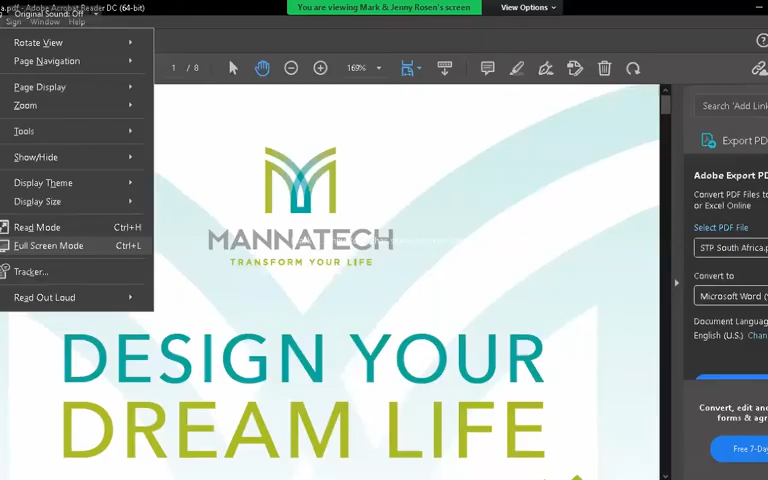 a.pdf - Adobe Acrobat Reader DC (64-bit)
Original Sound: Off
You are viewing Mark & Jenny Rosen's screen
View Options
Sign Window Help
Rotate View
Page Navigation
Page Display
Zoom
Tools
Show/Hide
Display Theme
Display Size
Read Mode Ctrl+H
Full Screen Mode Ctrl+L
Tracker...
Read Out Loud
1 / 8
169%
MANNATECH
TRANSFORM YOUR LIFE
DESIGN YOUR
DREAM LIFE
Search 'Add Link
Export PD
Adobe Export PD
Convert PDF Files to
or Excel Online
Select PDF File
STP South Africa.p
Convert to
Microsoft Word (
Document Language
English (U.S.) Chan
Convert, edit and
forms & agr
Free 7-Day